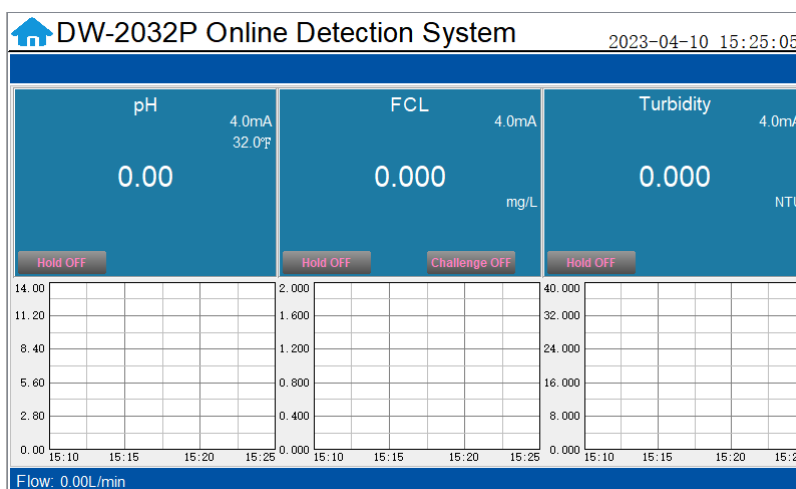 DW-2032P Online Detection System
2023-04-10 15:25:05
pH
4.0mA
32.0℉
0.00
Hold OFF
FCL
4.0mA
0.000
mg/L
Hold OFF
Challenge OFF
Turbidity
4.0mA
0.000
NTU
Hold OFF
14.00
11.20
8.40
5.60
2.80
0.00
15:10 15:15 15:20 15:25
2.000
1.600
1.200
0.800
0.400
0.000
15:10 15:15 15:20 15:25
40.000
32.000
24.000
16.000
8.000
0.000
15:10 15:15 15:20 15:2
Flow: 0.00L/min